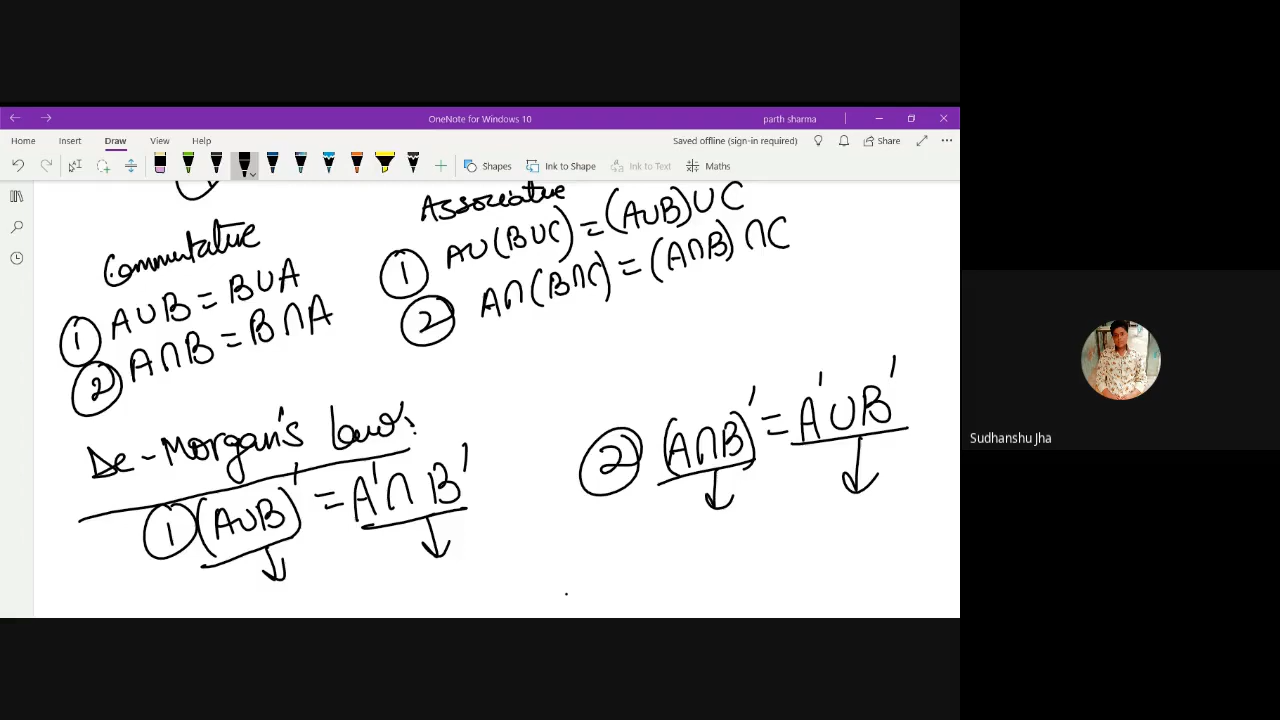 OneNote for Windows 10
parth sharma
Home Insert Draw View Help
Saved offline (sign-in required)
Share
Shapes
Ink to Shape
Ink to Text
Maths
Commutative
① A∪B = B∪A
② A∩B = B∩A
Associative
① A∪(B∪C) = (A∪B)∪C
② A∩(B∩C) = (A∩B)∩C
De-Morgan's laws:
① (A∪B)' = A'∩B'
② (A∩B)' = A'∪B'
Sudhanshu Jha